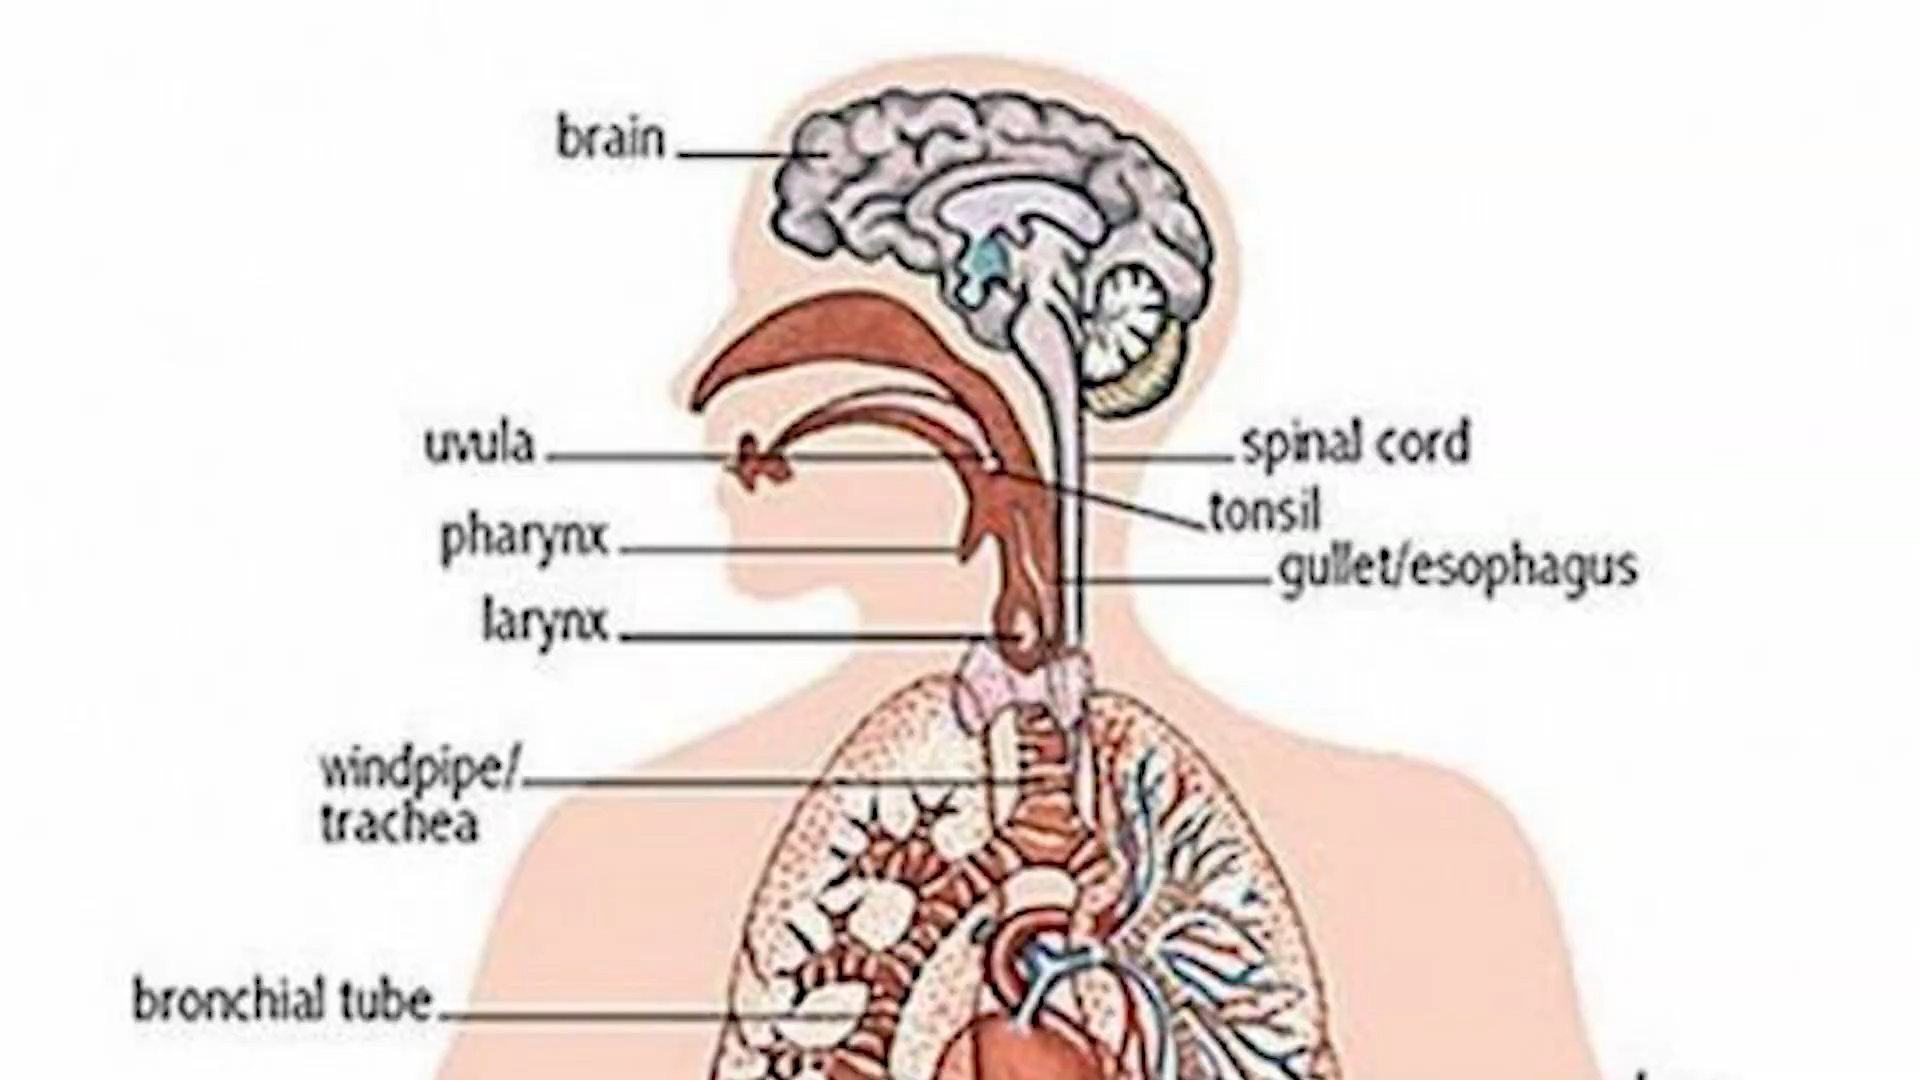 brain
uvula
spinal cord
tonsil
pharynx
gullet/esophagus
larynx
windpipe/
trachea
bronchial tube